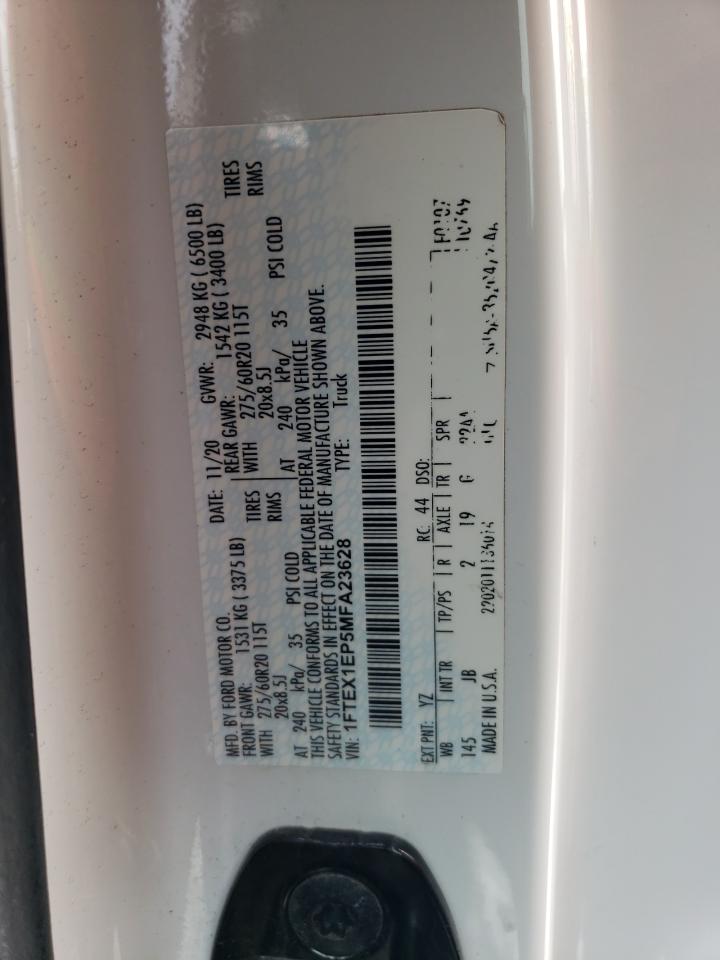 MFD. BY FORD MOTOR CO.
DATE: 11/20 GVWR: 2948 KG ( 6500 LB)
FRONT GAWR: 1531 KG ( 3375 LB)
REAR GAWR: 1542 KG ( 3400 LB)
WITH 275/60R20 115T TIRES
WITH 275/60R20 115T TIRES
20x8.5J RIMS
20x8.5J RIMS
AT 240 kPa/ 35 PSI COLD
AT 240 kPa/ 35 PSI COLD
THIS VEHICLE CONFORMS TO ALL APPLICABLE FEDERAL MOTOR VEHICLE
SAFETY STANDARDS IN EFFECT ON THE DATE OF MANUFACTURE SHOWN ABOVE.
VIN: 1FTEX1EP5MFA23628 TYPE: Truck
EXT PNT: YZ RC: 44 DSO:
WB INT TR TP/PS R AXLE TR SPR
145 JB 2 19 G
MADE IN U.S.A.